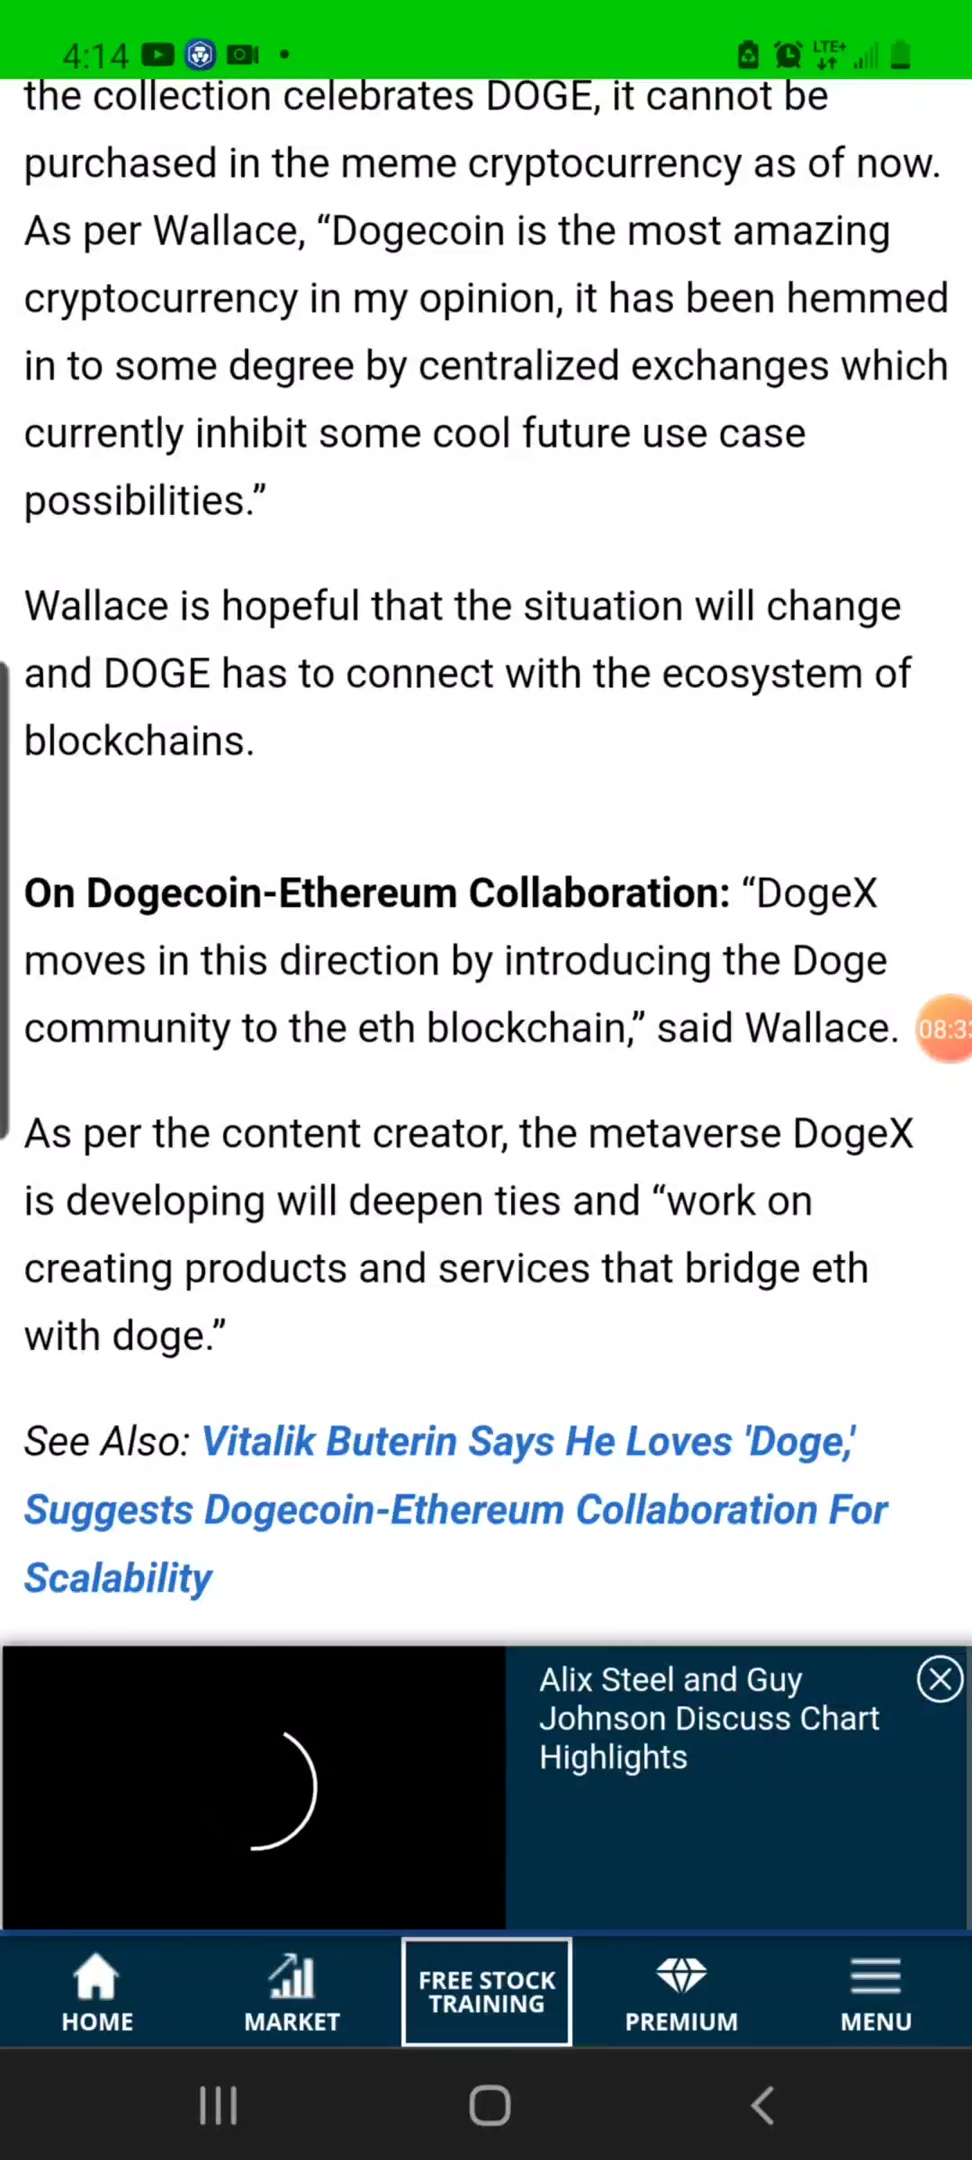 4:14
LTE+
the collection celebrates DOGE, it cannot be
purchased in the meme cryptocurrency as of now.
As per Wallace, “Dogecoin is the most amazing
cryptocurrency in my opinion, it has been hemmed
in to some degree by centralized exchanges which
currently inhibit some cool future use case
possibilities.”
Wallace is hopeful that the situation will change
and DOGE has to connect with the ecosystem of
blockchains.
On Dogecoin-Ethereum Collaboration: “DogeX
moves in this direction by introducing the Doge
community to the eth blockchain,” said Wallace.
As per the content creator, the metaverse DogeX
is developing will deepen ties and “work on
creating products and services that bridge eth
with doge.”
See Also: Vitalik Buterin Says He Loves 'Doge,'
Suggests Dogecoin-Ethereum Collaboration For
Scalability
Alix Steel and Guy
Johnson Discuss Chart
Highlights
HOME
MARKET
FREE STOCK
TRAINING
PREMIUM
MENU